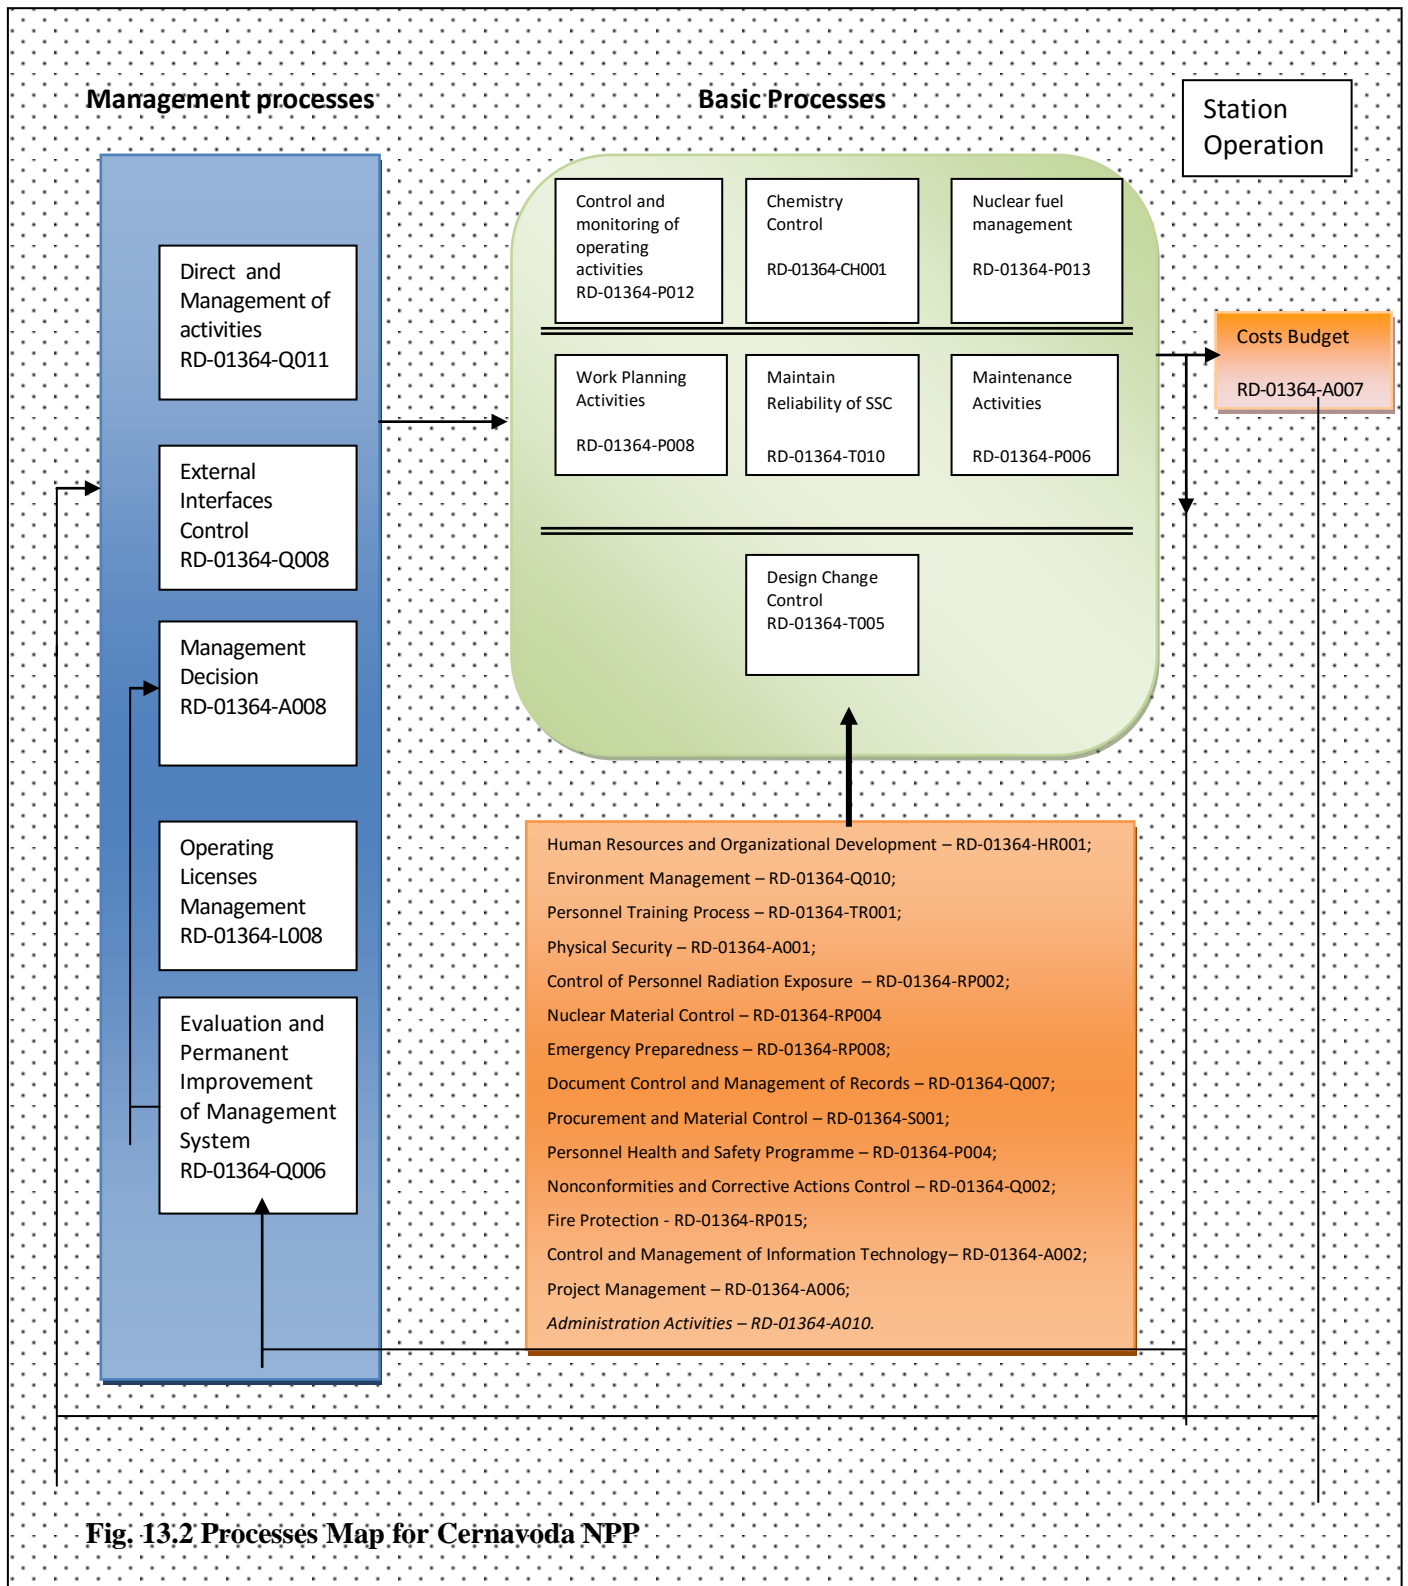 Management processes
Basic Processes
Station
Operation
Direct and
Management of
activities
RD-01364-Q011
External
Interfaces
Control
RD-01364-Q008
Management
Decision
RD-01364-A008
Operating
Licenses
Management
RD-01364-L008
Evaluation and
Permanent
Improvement
of Management
System
RD-01364-Q006
Control and
monitoring of
operating
activities
RD-01364-P012
Chemistry
Control
RD-01364-CH001
Nuclear fuel
management
RD-01364-P013
Work Planning
Activities
RD-01364-P008
Maintain
Reliability of SSC
RD-01364-T010
Maintenance
Activities
RD-01364-P006
Design Change
Control
RD-01364-T005
Costs Budget
RD-01364-A007
Human Resources and Organizational Development – RD-01364-HR001;
Environment Management – RD-01364-Q010;
Personnel Training Process – RD-01364-TR001;
Physical Security – RD-01364-A001;
Control of Personnel Radiation Exposure – RD-01364-RP002;
Nuclear Material Control – RD-01364-RP004
Emergency Preparedness – RD-01364-RP008;
Document Control and Management of Records – RD-01364-Q007;
Procurement and Material Control – RD-01364-S001;
Personnel Health and Safety Programme – RD-01364-P004;
Nonconformities and Corrective Actions Control – RD-01364-Q002;
Fire Protection - RD-01364-RP015;
Control and Management of Information Technology– RD-01364-A002;
Project Management – RD-01364-A006;
Administration Activities – RD-01364-A010.
Fig. 13.2 Processes Map for Cernavoda NPP